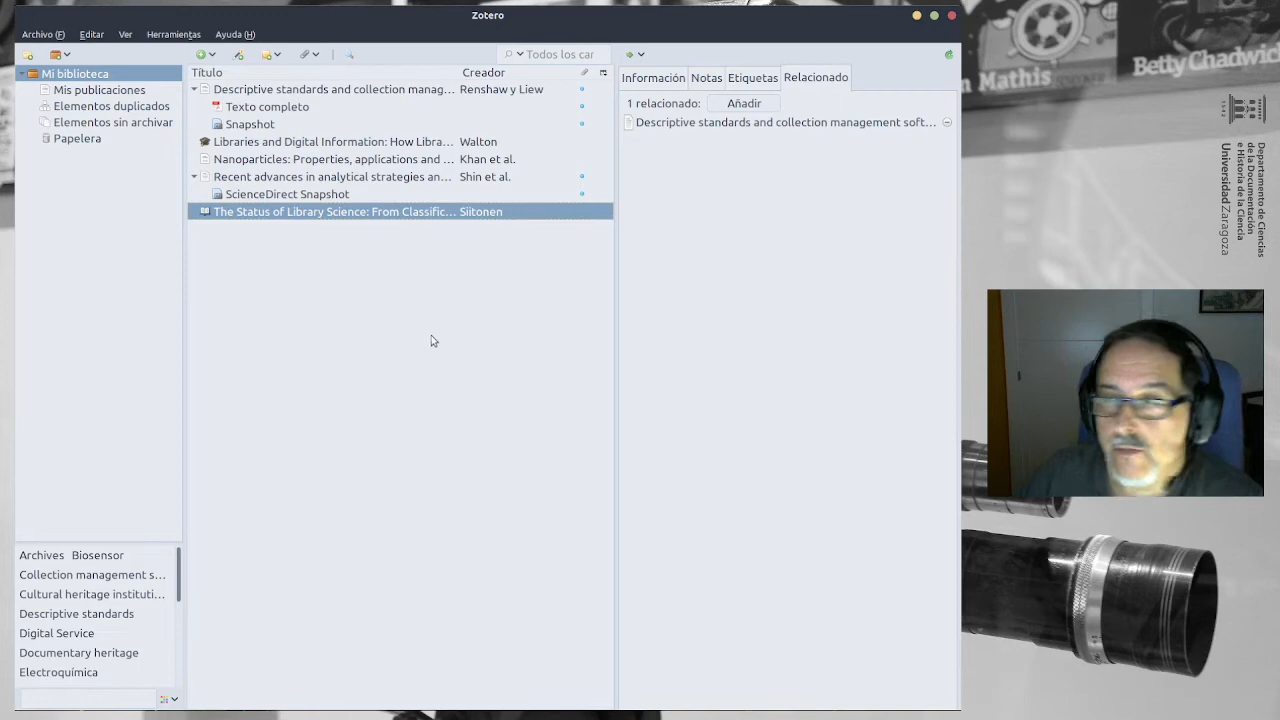 Zotero
Archivo (F) Editar Ver Herramientas Ayuda (H)
Todos los car
Mi biblioteca
Mis publicaciones
Elementos duplicados
Elementos sin archivar
Papelera
Título Creador
Descriptive standards and collection manag... Renshaw y Liew
Texto completo
Snapshot
Libraries and Digital Information: How Libra... Walton
Nanoparticles: Properties, applications and ... Khan et al.
Recent advances in analytical strategies an... Shin et al.
ScienceDirect Snapshot
The Status of Library Science: From Classific... Siitonen
Información Notas Etiquetas Relacionado
1 relacionado: Añadir
Descriptive standards and collection management soft...
Archives Biosensor
Collection management s...
Cultural heritage instituti...
Descriptive standards
Digital Service
Documentary heritage
Electroquímica
n Mathis
Betty Chadwic
1542
Departamento de Ciencias
de la Documentación
e Historia de la Ciencia
Universidad Zaragoza